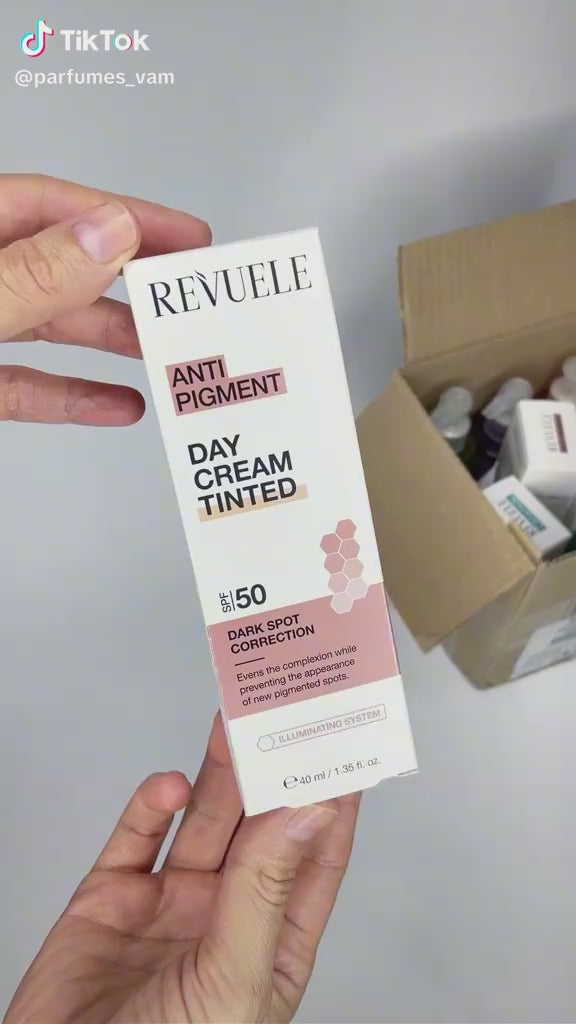 TikTok
@parfumes_vam
REVUELE
ANTI
PIGMENT
DAY
CREAM
TINTED
SPF 50
DARK SPOT
CORRECTION
Evens the complexion while
preventing the appearance
of new pigmented spots.
ILLUMINATING SYSTEM
℮ 40 ml / 1.35 fl. oz.
REVUELE